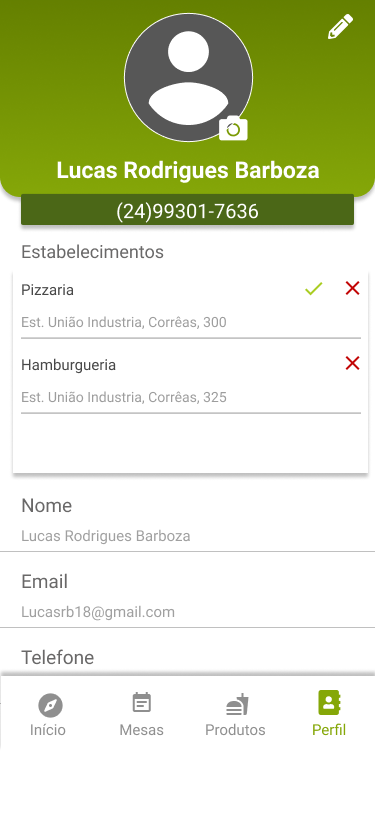 Lucas Rodrigues Barboza
(24)99301-7636
Estabelecimentos
Pizzaria
Est. União Industria, Corrêas, 300
Hamburgueria
Est. União Industria, Corrêas, 325
Nome
Lucas Rodrigues Barboza
Email
Lucasrb18@gmail.com
Telefone
Início Mesas Produtos Perfil